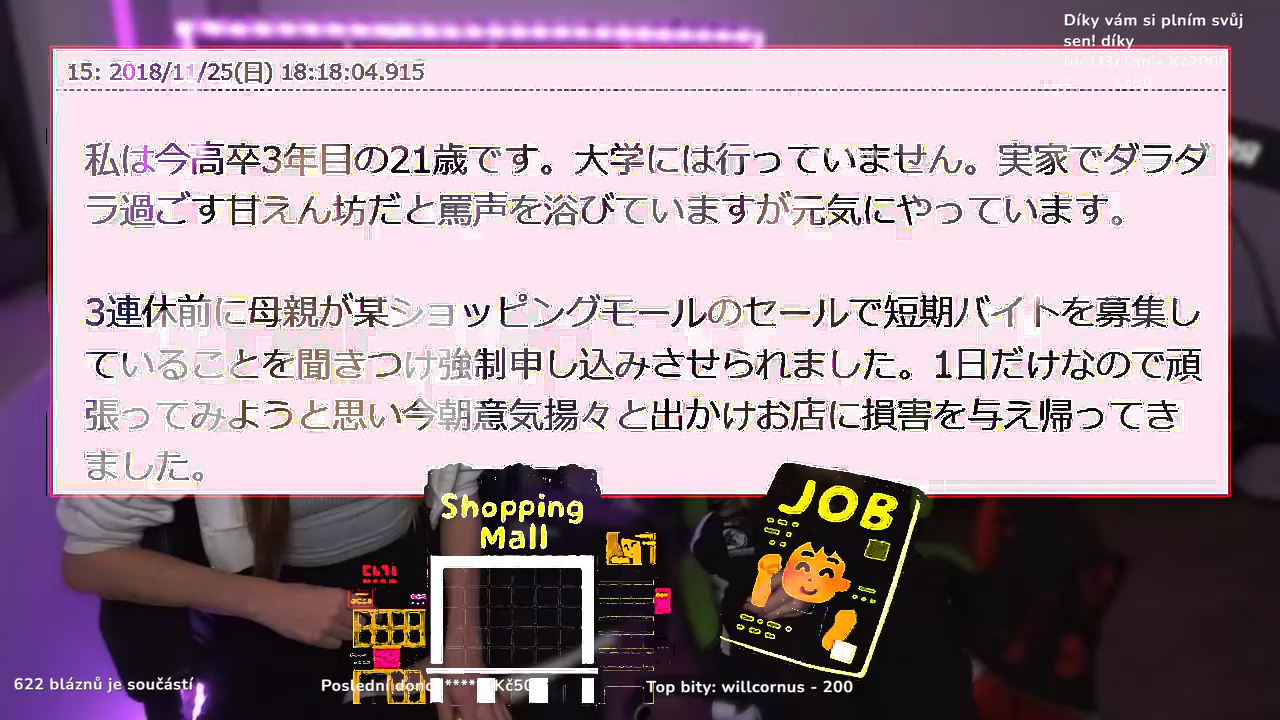 Díky vám si plním svůj
sen! díky
15: 2018/11/25(日) 18:18:04.915
私は今高卒3年目の21歳です。大学には行っていません。実家でダラダ
ラ過ごす甘えん坊だと罵声を浴びていますが元気にやっています。
3連休前に母親が某ショッピングモールのセールで短期バイトを募集し
ていることを聞きつけ強制申し込みさせられました。1日だけなので頑
張ってみようと思い今朝意気揚々と出かけお店に損害を与え帰ってき
ました。
Shopping
Mall
JOB
622 bláznů je součástí
Poslední
Top bity: willcornus - 200